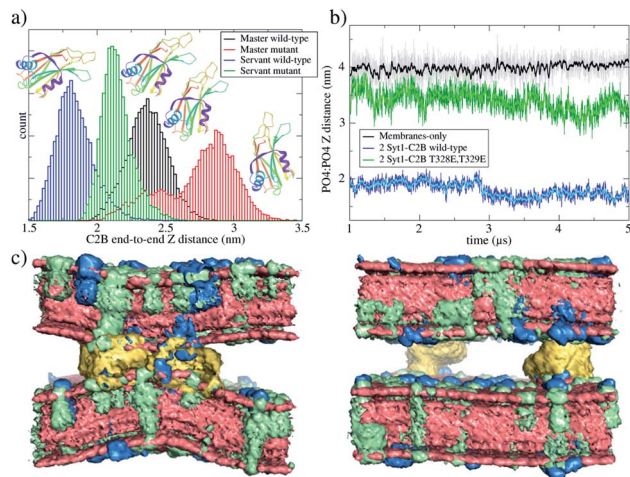 a)
Master wild-type
Master mutant
Servant wild-type
Servant mutant
count
1.5 2 2.5 3 3.5
C2B end-to-end Z distance (nm)
b)
PO4:PO4 Z distance (nm)
4
3
2
Membranes-only
2 Syt1-C2B wild-type
2 Syt1-C2B T328E,T329E
1 2 3 4 5
time (µs)
c)